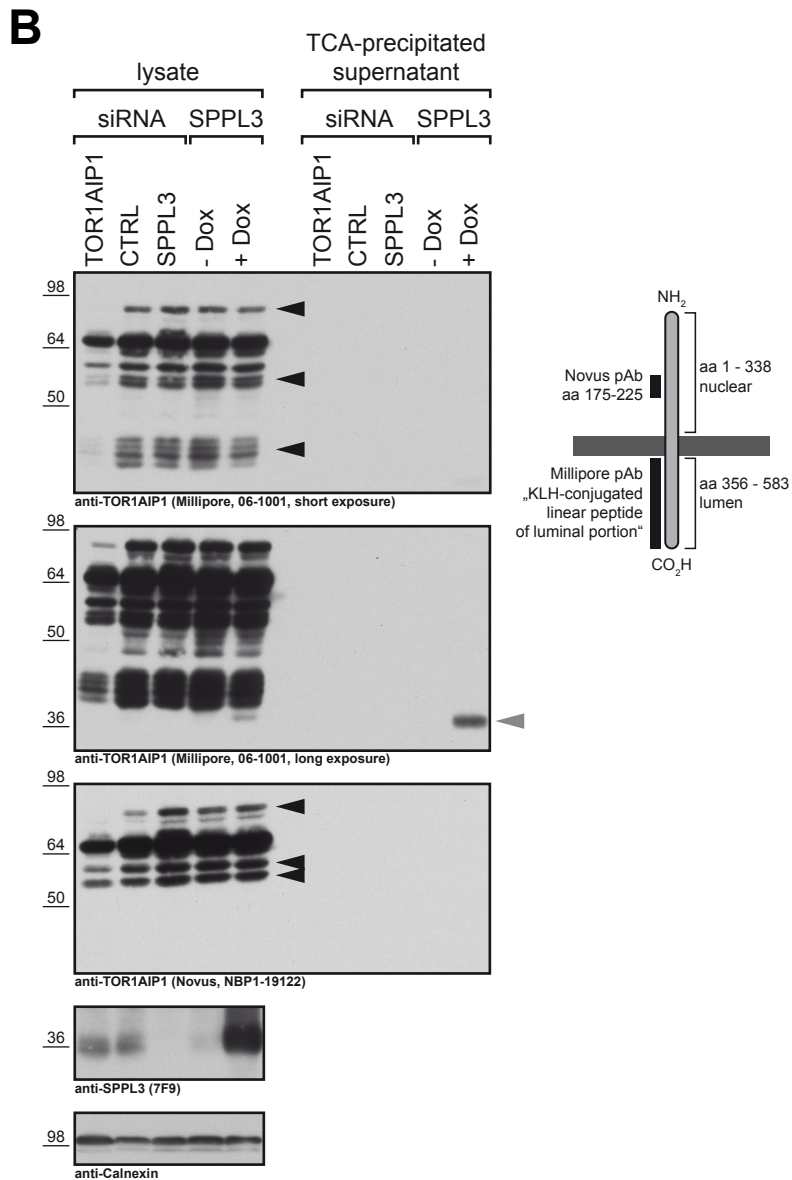 B
lysate
TCA-precipitated
supernatant
siRNA
SPPL3
siRNA
SPPL3
TOR1AIP1
CTRL
SPPL3
- Dox
+ Dox
TOR1AIP1
CTRL
SPPL3
- Dox
+ Dox
98
64
50
anti-TOR1AIP1 (Millipore, 06-1001, short exposure)
98
64
50
36
anti-TOR1AIP1 (Millipore, 06-1001, long exposure)
98
64
50
anti-TOR1AIP1 (Novus, NBP1-19122)
36
anti-SPPL3 (7F9)
98
anti-Calnexin
NH2
Novus pAb
aa 175-225
aa 1 - 338
nuclear
Millipore pAb
„KLH-conjugated
linear peptide
of luminal portion“
aa 356 - 583
lumen
CO2H